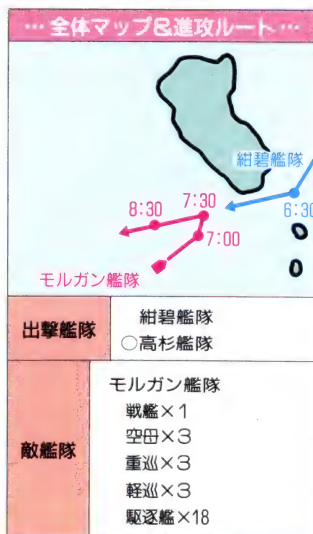 … 全体マップ&進攻ルート …
紺碧艦隊
6:30
7:30
8:30
7:00
モルガン艦隊
出撃艦隊
紺碧艦隊
○高杉艦隊
敵艦隊
モルガン艦隊
戦艦×1
空母×3
重巡×3
軽巡×3
駆逐艦×18